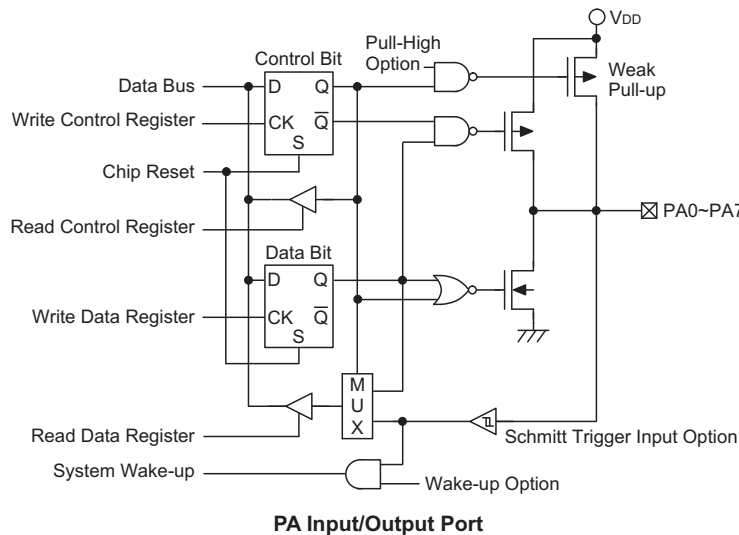 VDD
Control Bit
Pull-High
Option
Weak
Pull-up
Data Bus
D
Q
Write Control Register
CK
Q
S
Chip Reset
Read Control Register
PA0~PA7
Data Bit
D
Q
Write Data Register
CK
Q
S
M
U
X
Read Data Register
Schmitt Trigger Input Option
System Wake-up
Wake-up Option
PA Input/Output Port